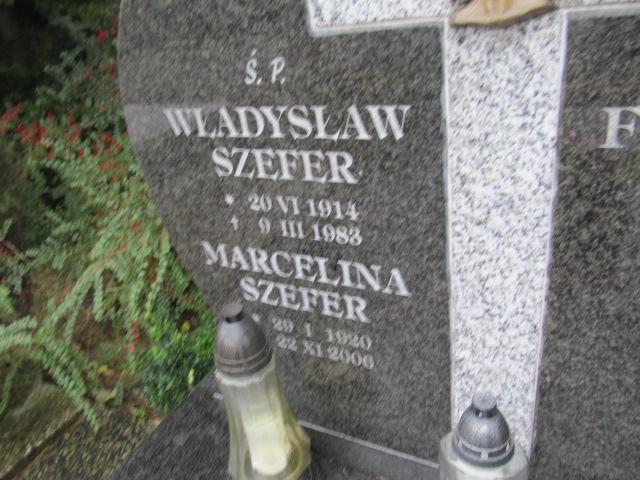 Ś. P.
WŁADYSŁAW
SZEFER
* 20 VI 1914
† 9 III 1983
MARCELINA
SZEFER
* 29 I 1920
22 XI 2006
F